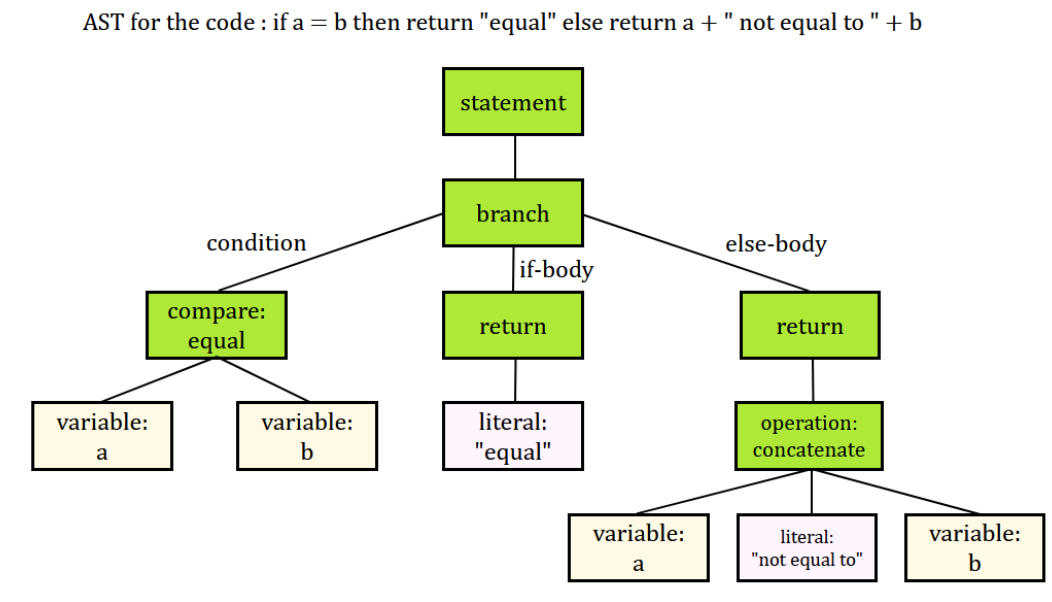 AST for the code : if a = b then return "equal" else return a + " not equal to " + b
statement
branch
condition
if-body
else-body
compare:
equal
return
return
variable:
a
variable:
b
literal:
"equal"
operation:
concatenate
variable:
a
literal:
"not equal to"
variable:
b